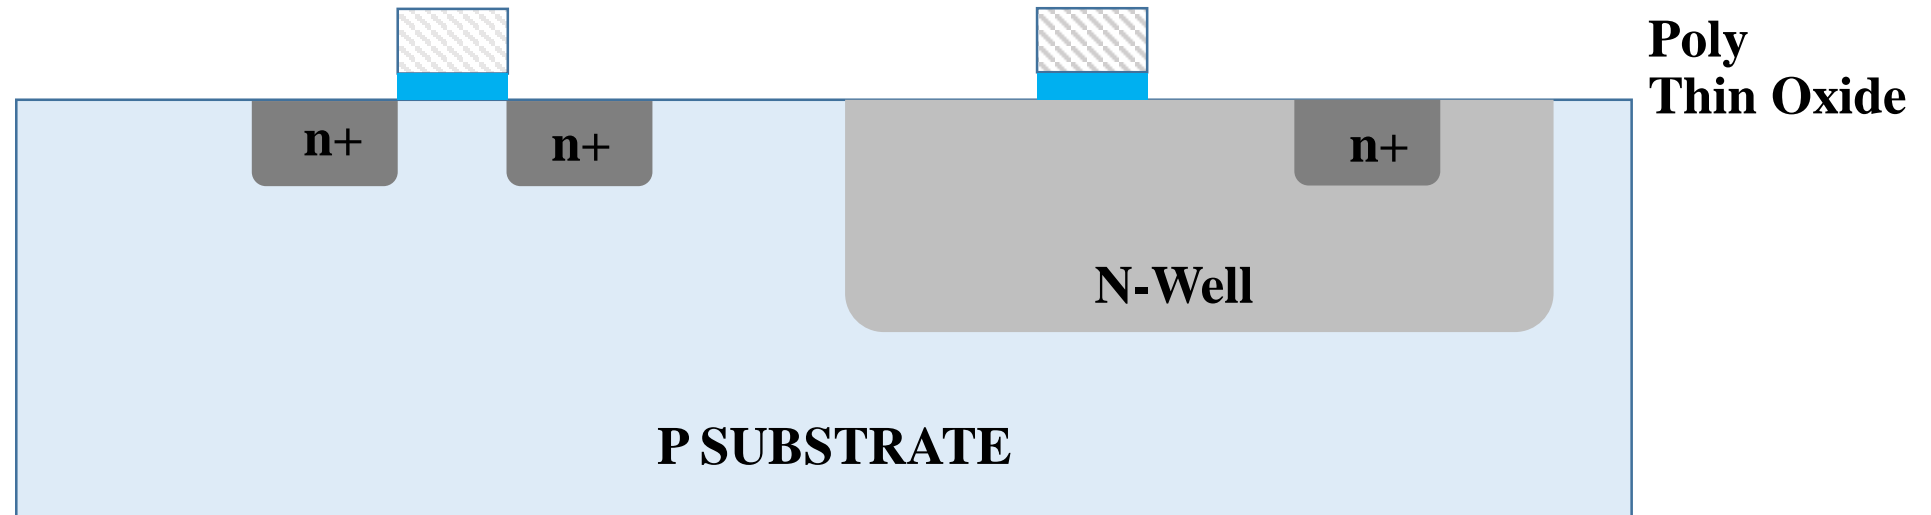 Poly
Thin Oxide
n+
n+
n+
N-Well
P SUBSTRATE